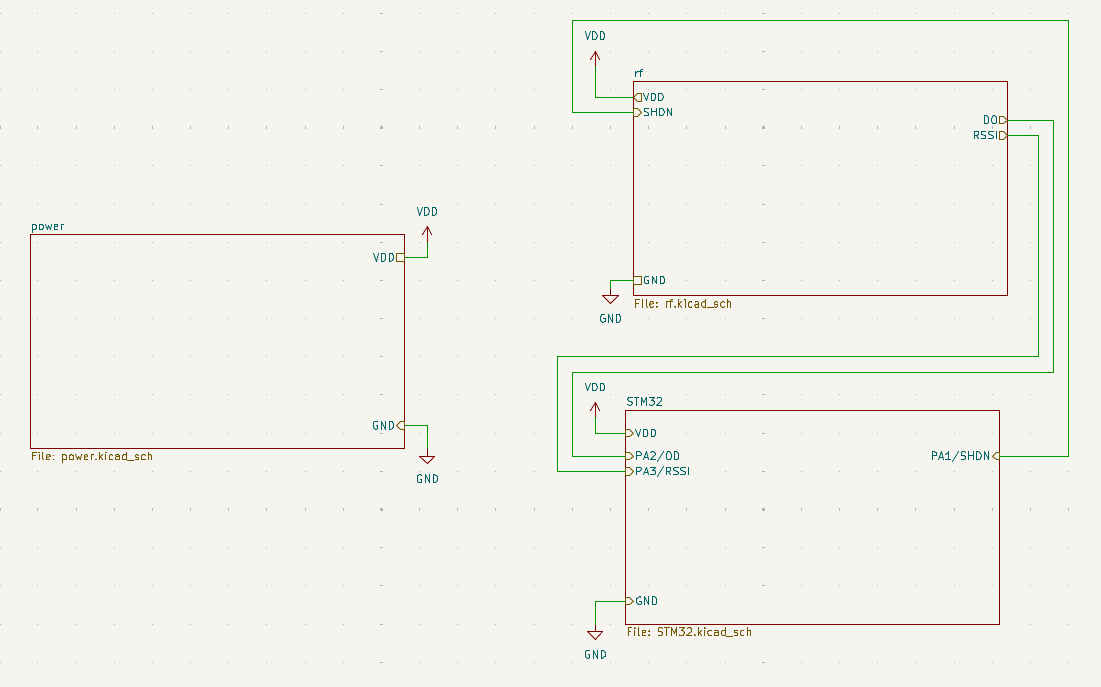 power
VDD
VDD
GND
GND
File: power.kicad_sch
VDD
rf
VDD
SHDN
DO
RSSI
GND
GND
File: rf.kicad_sch
VDD
STM32
VDD
PA2/OD
PA3/RSSI
PA1/SHDN
GND
GND
File: STM32.kicad_sch